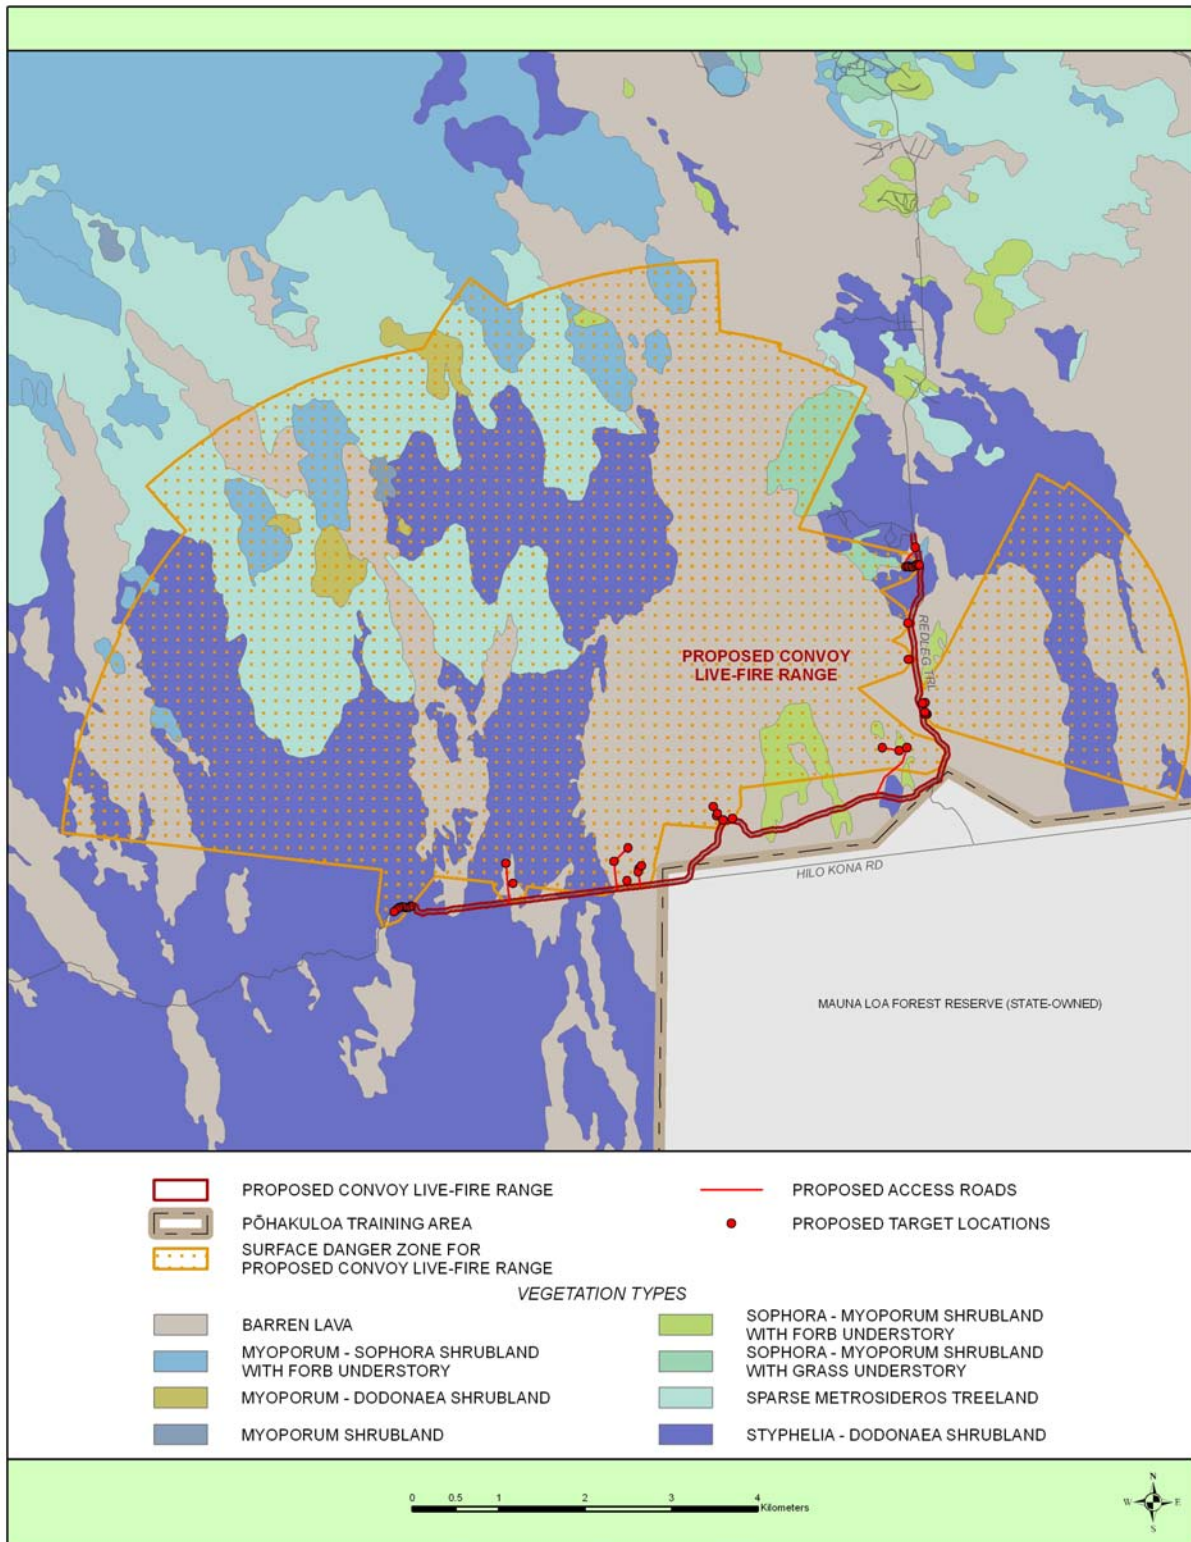 PROPOSED CONVOY
LIVE-FIRE RANGE
REDLEG TRL
HILO KONA RD
MAUNA LOA FOREST RESERVE (STATE-OWNED)
PROPOSED CONVOY LIVE-FIRE RANGE
PŌHAKULOA TRAINING AREA
SURFACE DANGER ZONE FOR
PROPOSED CONVOY LIVE-FIRE RANGE
PROPOSED ACCESS ROADS
PROPOSED TARGET LOCATIONS
VEGETATION TYPES
BARREN LAVA
MYOPORUM - SOPHORA SHRUBLAND
WITH FORB UNDERSTORY
MYOPORUM - DODONAEA SHRUBLAND
MYOPORUM SHRUBLAND
SOPHORA - MYOPORUM SHRUBLAND
WITH FORB UNDERSTORY
SOPHORA - MYOPORUM SHRUBLAND
WITH GRASS UNDERSTORY
SPARSE METROSIDEROS TREELAND
STYPHELIA - DODONAEA SHRUBLAND
0 0.5 1 2 3 4
Kilometers
N
W E
S